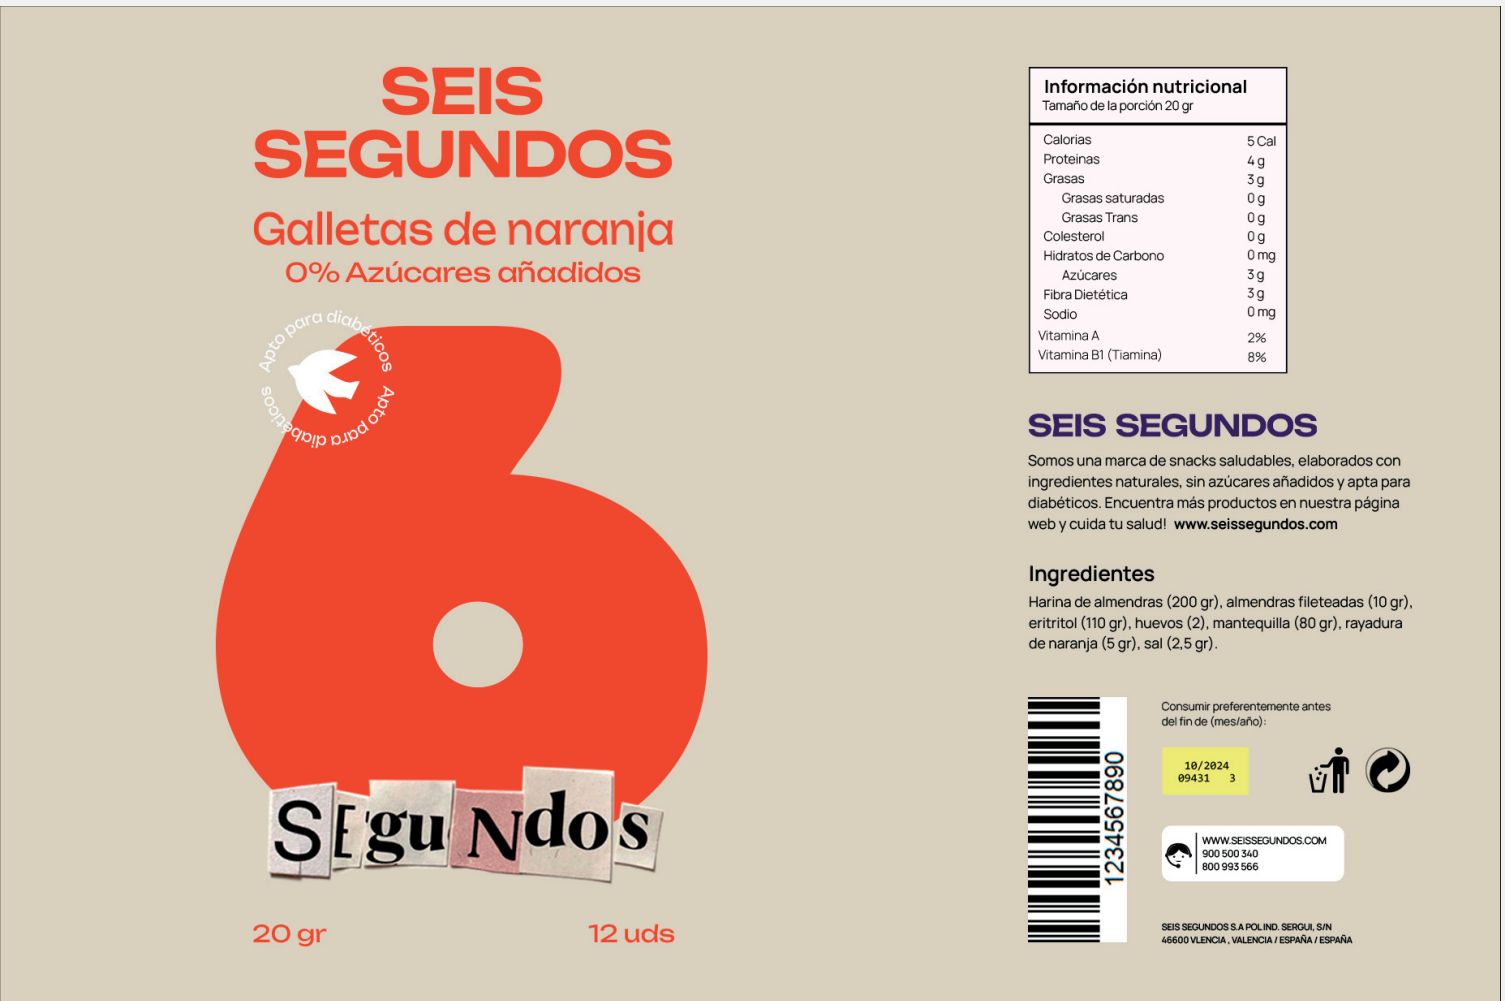 SEIS
SEGUNDOS
Galletas de naranja
0% Azúcares añadidos
Apto para diabéticos Apto para diabéticos
SEguNdos
20 gr
12 uds
Información nutricional
Tamaño de la porción 20 gr
Calorias 5 Cal
Proteinas 4 g
Grasas 3 g
Grasas saturadas 0 g
Grasas Trans 0 g
Colesterol 0 g
Hidratos de Carbono 0 mg
Azúcares 3 g
Fibra Dietética 3 g
Sodio 0 mg
Vitamina A 2%
Vitamina B1 (Tiamina) 8%
SEIS SEGUNDOS
Somos una marca de snacks saludables, elaborados con
ingredientes naturales, sin azúcares añadidos y apta para
diabéticos. Encuentra más productos en nuestra página
web y cuida tu salud! www.seissegundos.com
Ingredientes
Harina de almendras (200 gr), almendras fileteadas (10 gr),
eritritol (110 gr), huevos (2), mantequilla (80 gr), rayadura
de naranja (5 gr), sal (2,5 gr).
1234567890
Consumir preferentemente antes
del fin de (mes/año):
10/2024
09431 3
WWW.SEISSEGUNDOS.COM
900 500 340
800 993 566
SEIS SEGUNDOS S.A POL IND. SERGUI, S/N
46600 VLENCIA , VALENCIA / ESPAÑA / ESPAÑA